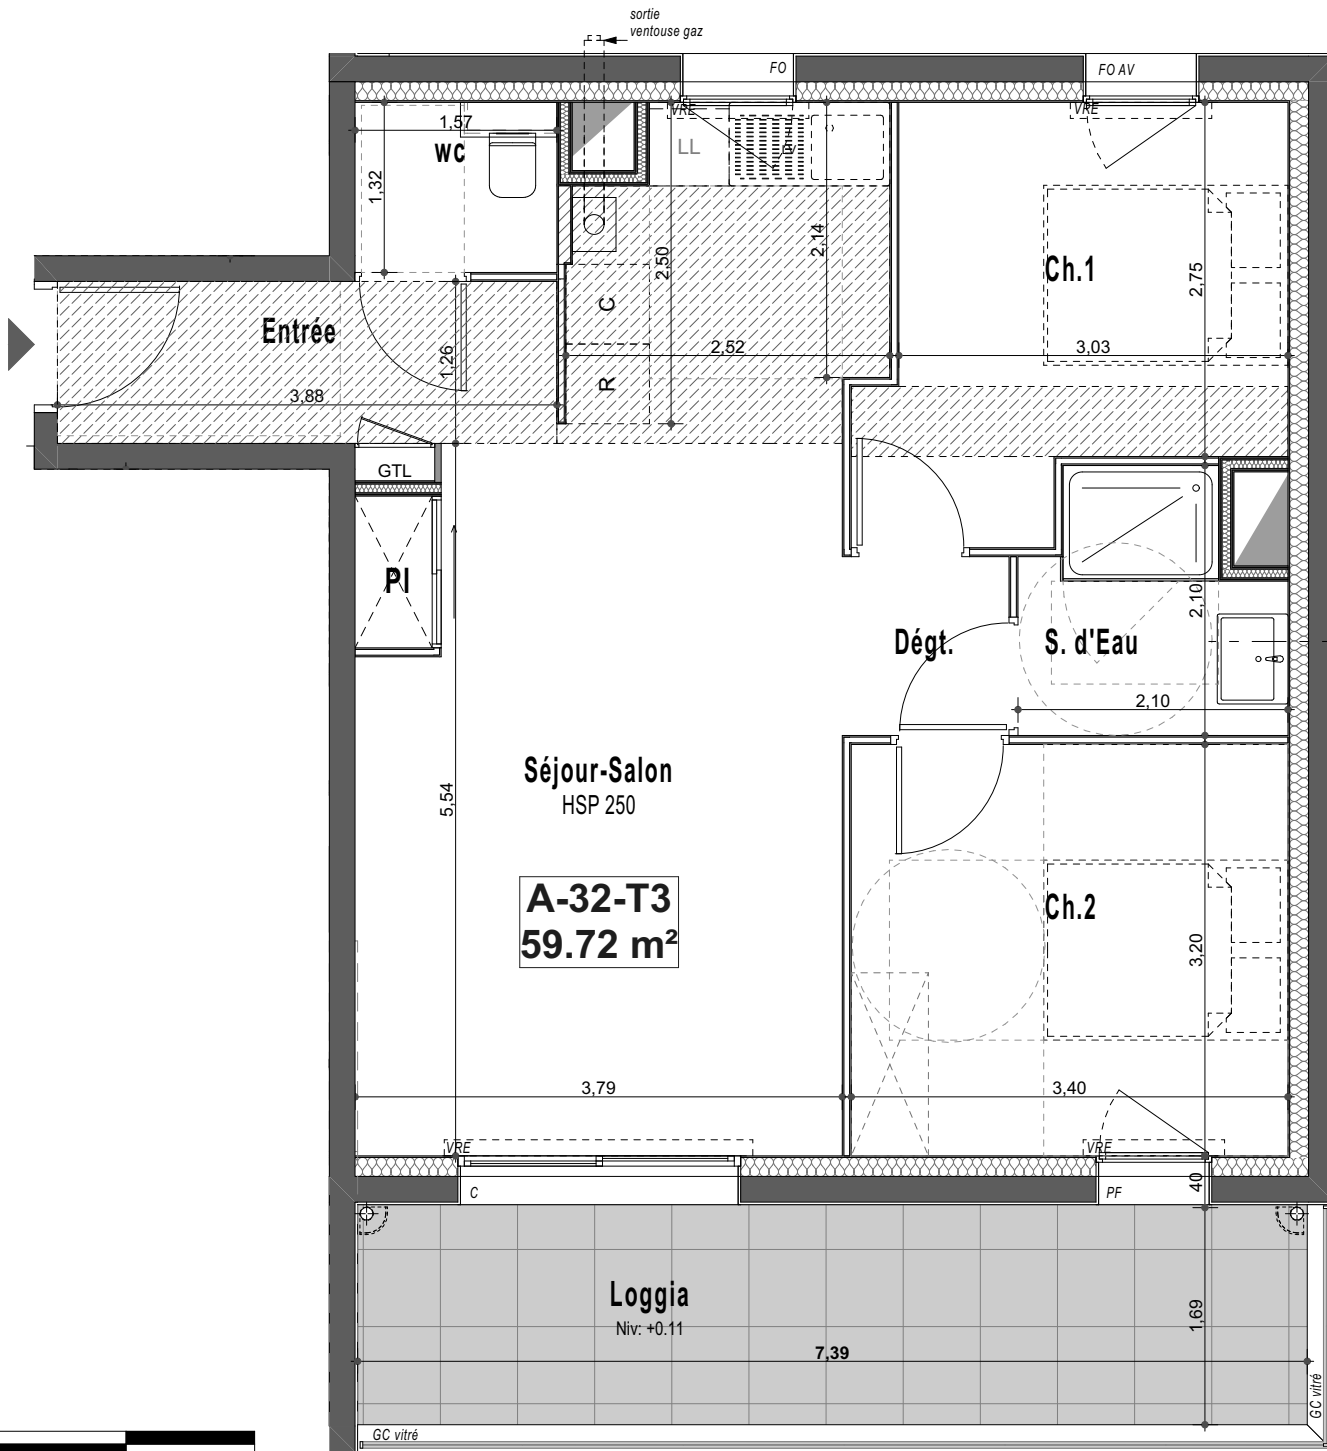 sortie
ventouse gaz
FO
FO AV
VRE
VRE
1,57
WC
LL
1,32
2,50
2,14
Ch.1
2,75
Entrée
C
1,26
2,52
3,03
R
3,88
GTL
PI
2,10
Dégt.
S. d'Eau
2,10
Séjour-Salon
HSP 250
5,54
A-32-T3
59.72 m²
Ch.2
3,20
3,79
3,40
VRE
VRE
C
PF
40
Loggia
Niv: +0.11
1,69
7,39
GC vitré
GC vitré